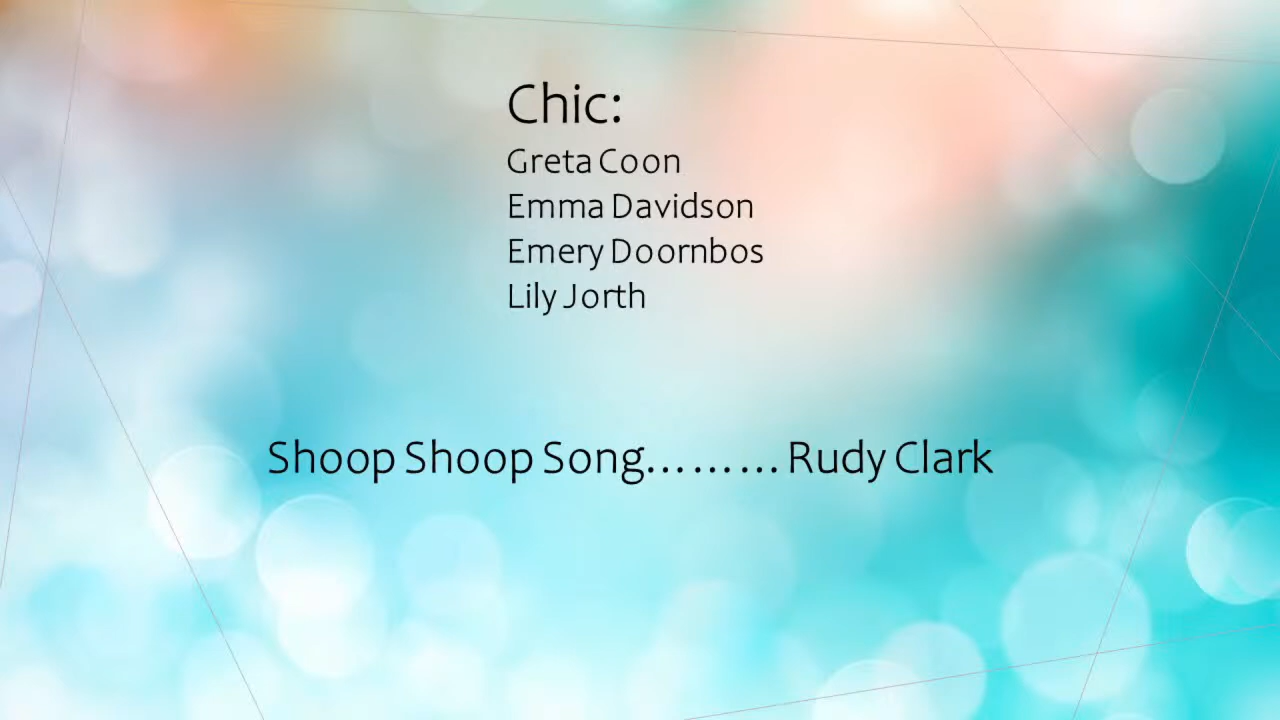 Chic:
Greta Coon
Emma Davidson
Emery Doornbos
Lily Jorth
Shoop Shoop Song.........Rudy Clark